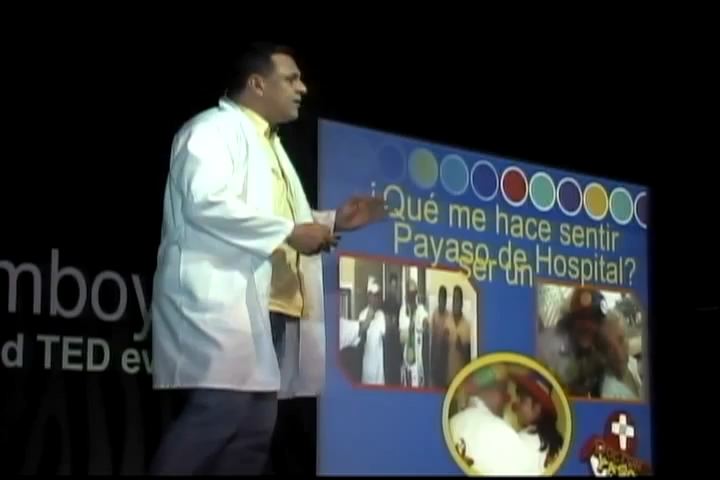 ¿Qué me hace sentir
ser un
Payaso de Hospital?
mboy
d TED ev